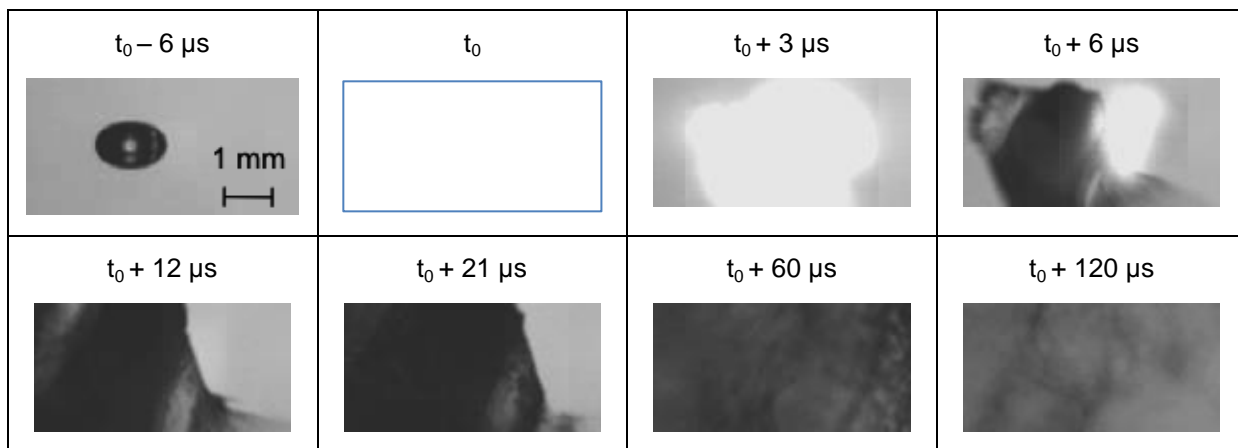 t₀ – 6 µs
t₀
t₀ + 3 µs
t₀ + 6 µs
1 mm
t₀ + 12 µs
t₀ + 21 µs
t₀ + 60 µs
t₀ + 120 µs